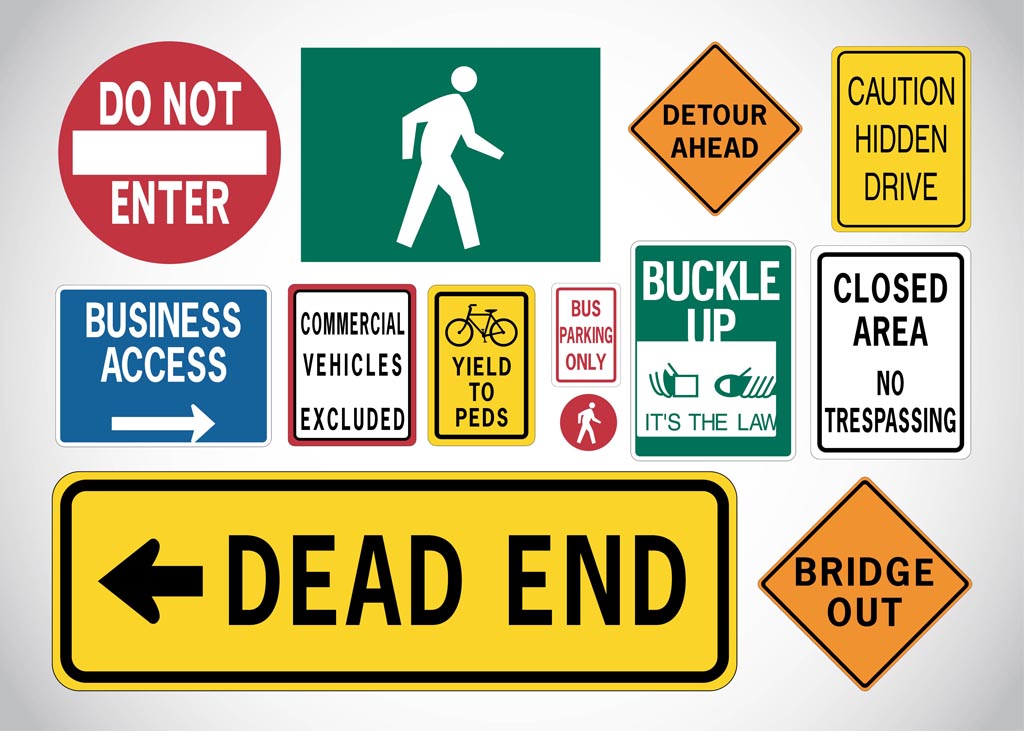 DO NOT
ENTER
DETOUR
AHEAD
CAUTION
HIDDEN
DRIVE
BUSINESS
ACCESS
COMMERCIAL
VEHICLES
EXCLUDED
YIELD
TO
PEDS
BUS
PARKING
ONLY
BUCKLE
UP
IT'S THE LAW
CLOSED
AREA
NO
TRESPASSING
DEAD END
BRIDGE
OUT